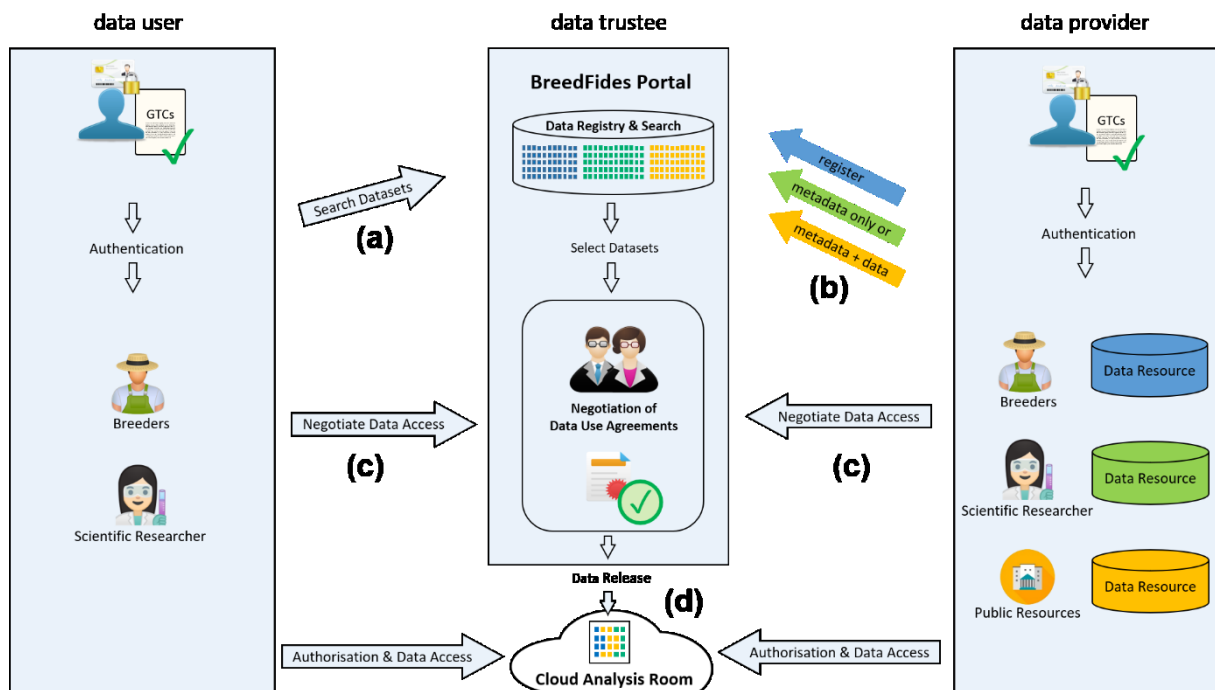 data user
GTCs
Authentication
Breeders
Scientific Researcher
Search Datasets
(a)
Negotiate Data Access
(c)
Authorisation & Data Access
data trustee
BreedFides Portal
Data Registry & Search
Select Datasets
Negotiation of
Data Use Agreements
Data Release
(d)
Cloud Analysis Room
register
metadata only or
metadata + data
(b)
Negotiate Data Access
(c)
Authorisation & Data Access
data provider
GTCs
Authentication
Breeders
Data Resource
Scientific Researcher
Data Resource
Public Resources
Data Resource